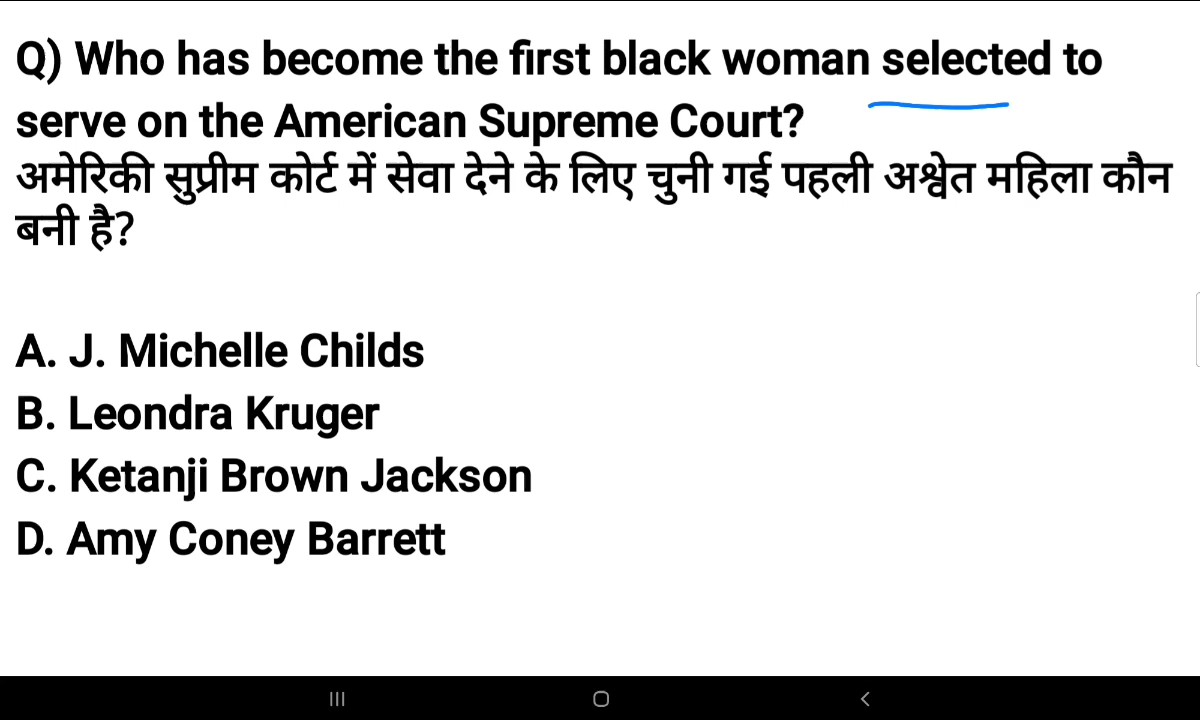 Q) Who has become the first black woman selected to
serve on the American Supreme Court?
अमेरिकी सुप्रीम कोर्ट में सेवा देने के लिए चुनी गई पहली अश्वेत महिला कौन
बनी है?
A. J. Michelle Childs
B. Leondra Kruger
C. Ketanji Brown Jackson
D. Amy Coney Barrett